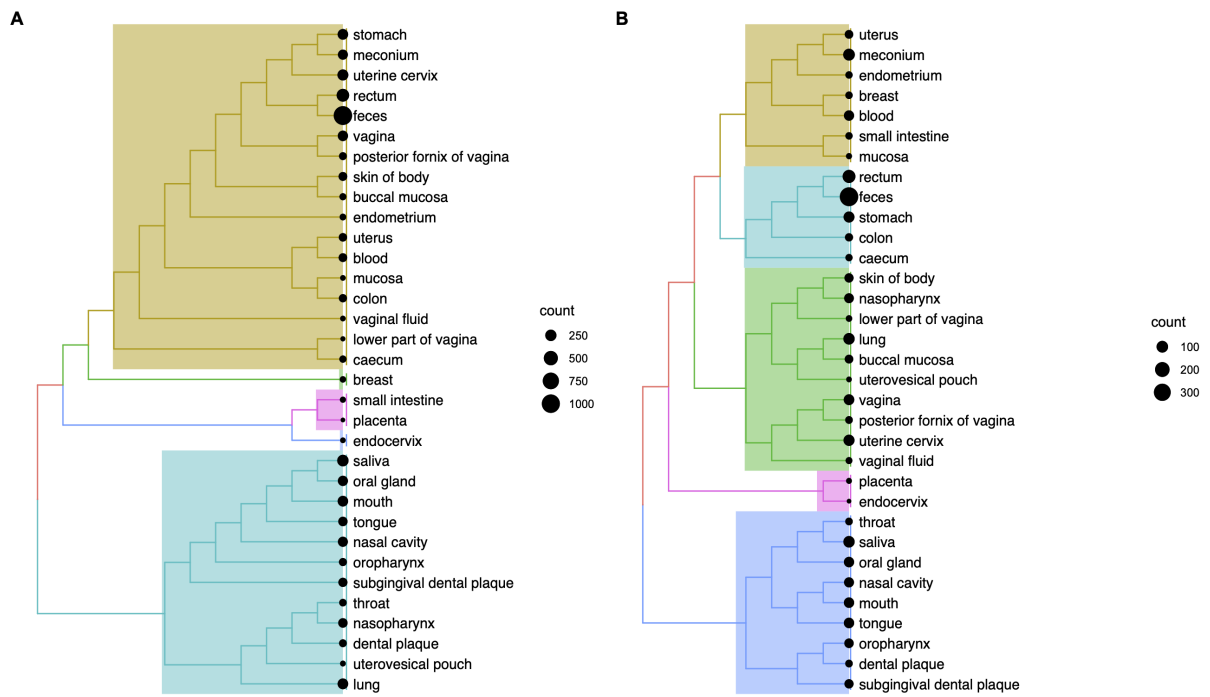 A
stomach
meconium
uterine cervix
rectum
feces
vagina
posterior fornix of vagina
skin of body
buccal mucosa
endometrium
uterus
blood
mucosa
colon
vaginal fluid
lower part of vagina
caecum
breast
small intestine
placenta
endocervix
saliva
oral gland
mouth
tongue
nasal cavity
oropharynx
subgingival dental plaque
throat
nasopharynx
dental plaque
uterovesical pouch
lung
count
250
500
750
1000
B
uterus
meconium
endometrium
breast
blood
small intestine
mucosa
rectum
feces
stomach
colon
caecum
skin of body
nasopharynx
lower part of vagina
lung
buccal mucosa
uterovesical pouch
vagina
posterior fornix of vagina
uterine cervix
vaginal fluid
placenta
endocervix
throat
saliva
oral gland
nasal cavity
mouth
tongue
oropharynx
dental plaque
subgingival dental plaque
count
100
200
300